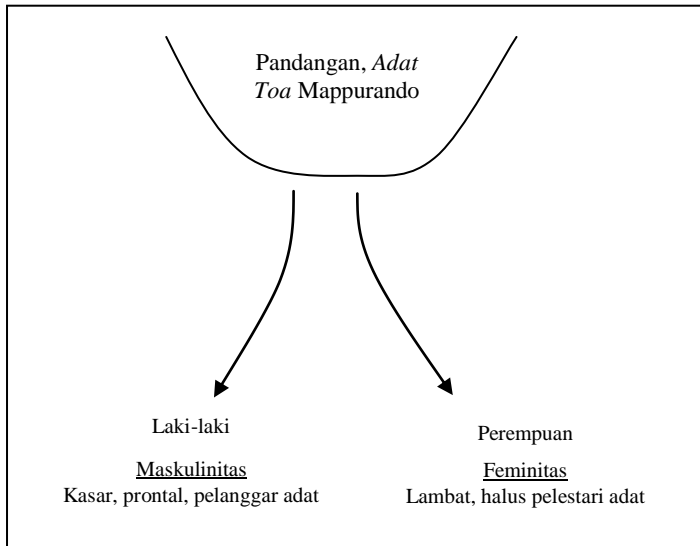 Pandangan, Adat
Toa Mappurando
Laki-laki
Maskulinitas
Kasar, prontal, pelanggar adat
Perempuan
Feminitas
Lambat, halus pelestari adat